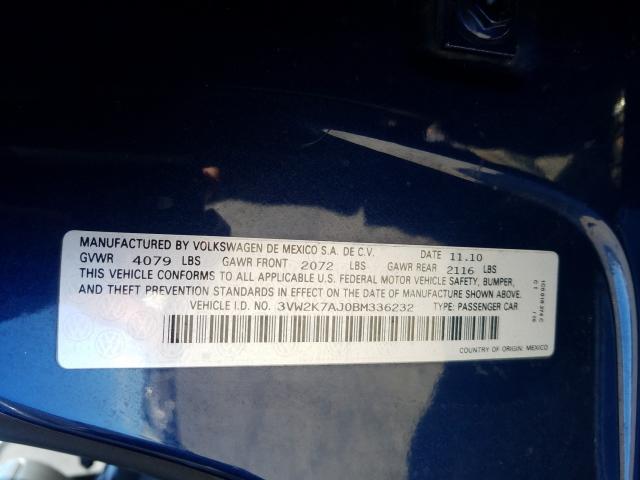 MANUFACTURED BY VOLKSWAGEN DE MEXICO S.A. DE C.V. DATE 11.10
GVWR 4079 LBS GAWR FRONT 2072 LBS GAWR REAR 2116 LBS
THIS VEHICLE CONFORMS TO ALL APPLICABLE U.S. FEDERAL MOTOR VEHICLE SAFETY, BUMPER,
AND THEFT PREVENTION STANDARDS IN EFFECT ON THE DATE OF MANUFACTURE SHOWN ABOVE.
VEHICLE I.D. NO. 3VW2K7AJ0BM336232 TYPE: PASSENGER CAR
COUNTRY OF ORIGIN: MEXICO